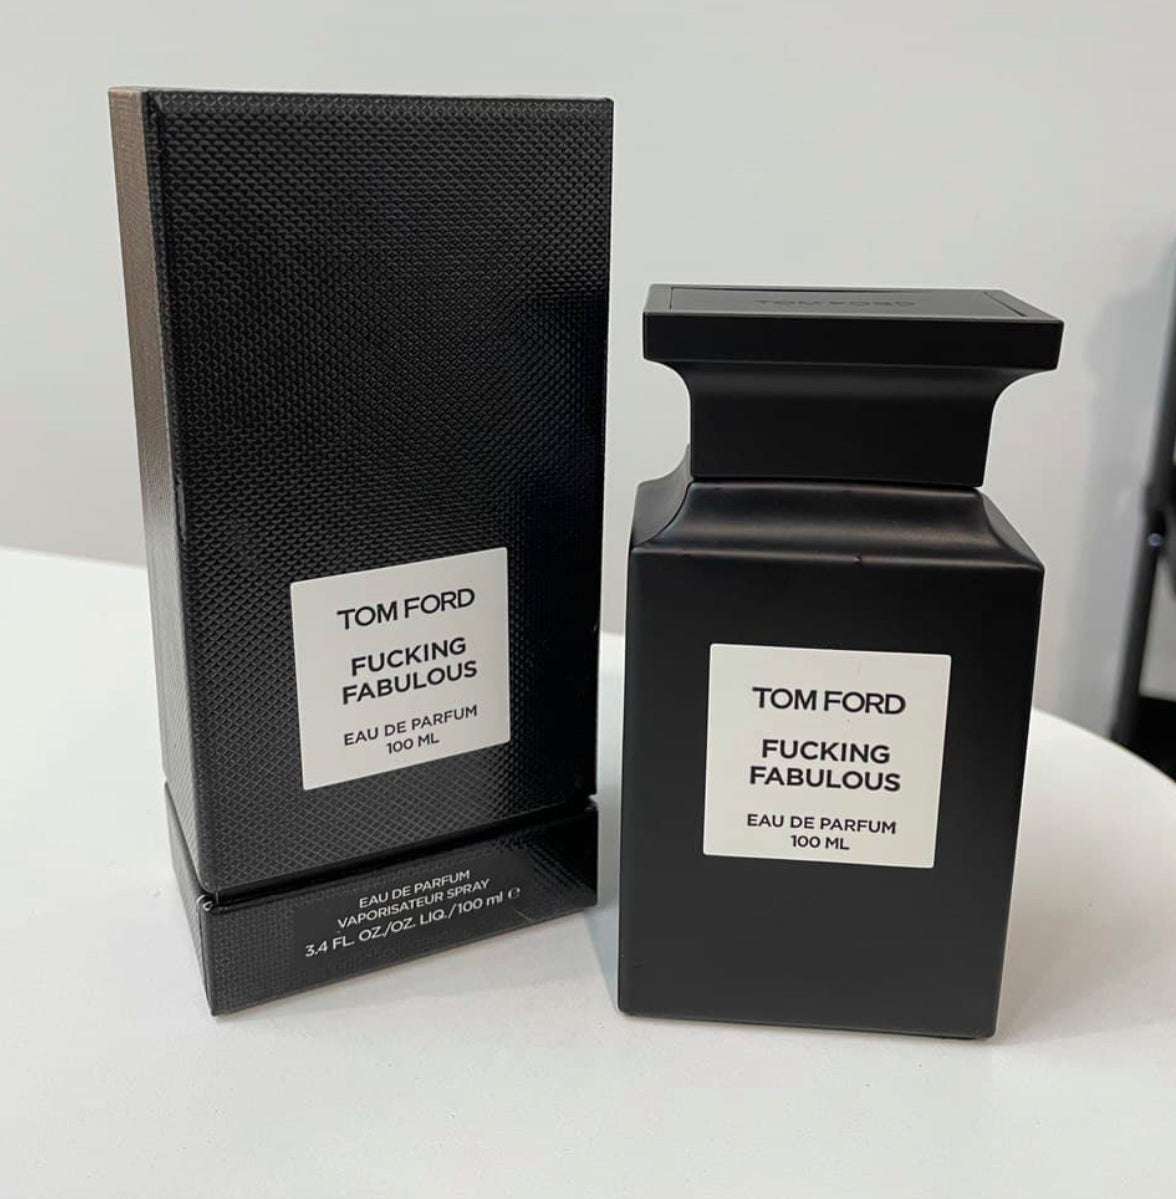 TOM FORD
FUCKING
FABULOUS
EAU DE PARFUM
100 ML
EAU DE PARFUM
VAPORISATEUR SPRAY
3.4 FL. OZ./OZ. LIQ./100 ml ℮
TOM FORD
TOM FORD
FUCKING
FABULOUS
EAU DE PARFUM
100 ML